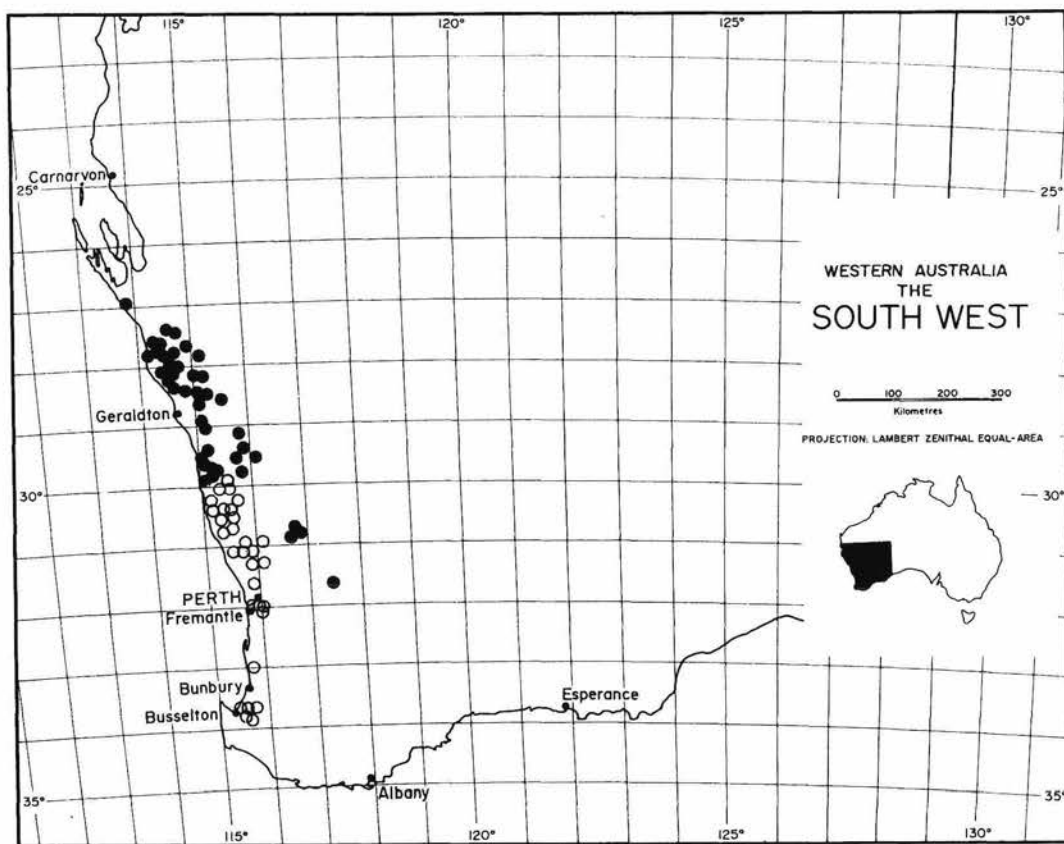 115°
120°
125°
130°
Carnarvon
25°
25°
WESTERN AUSTRALIA
THE
SOUTH WEST
0 100 200 300
Kilometres
PROJECTION: LAMBERT ZENITHAL EQUAL-AREA
Geraldton
30°
30°
PERTH
Fremantle
Bunbury
Busselton
Esperance
Albany
35°
35°
115°
120°
125°
130°